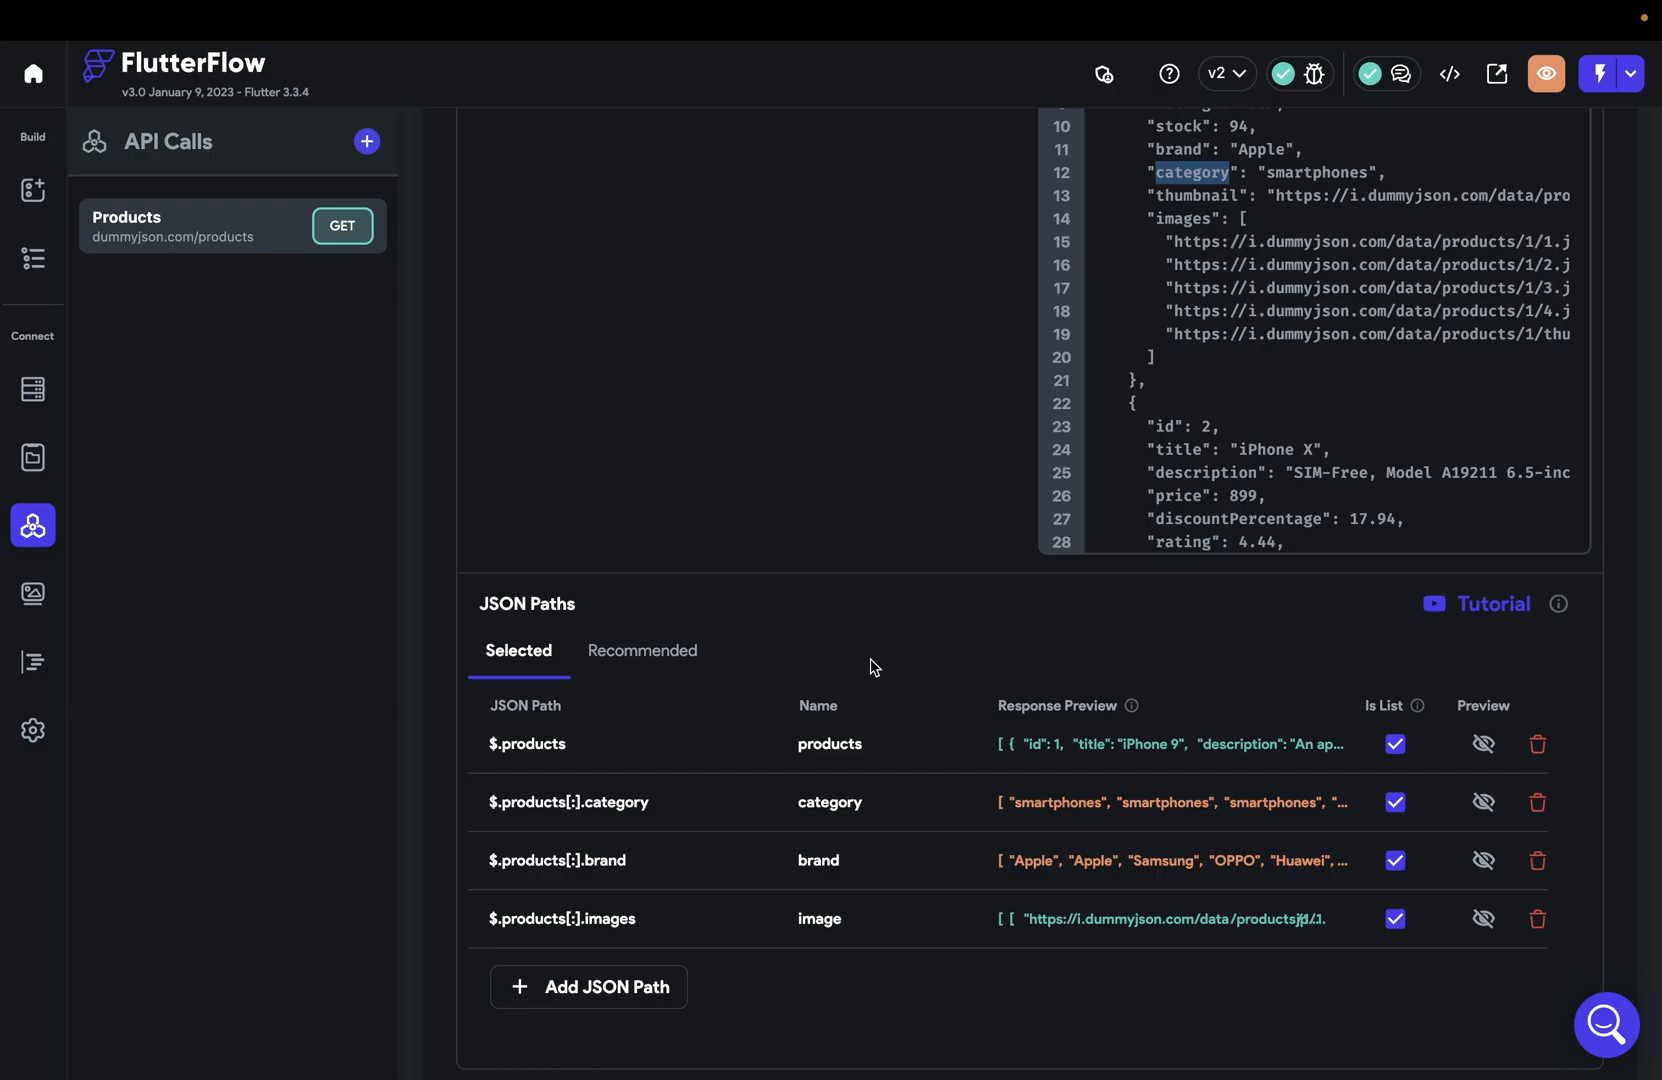 FlutterFlow
v3.0 January 9, 2023 - Flutter 3.3.4
v2
Build
API Calls
Products
dummyjson.com/products
GET
Connect
10 "stock": 94,
11 "brand": "Apple",
12 "category": "smartphones",
13 "thumbnail": "https://i.dummyjson.com/data/pro
14 "images": [
15 "https://i.dummyjson.com/data/products/1/1.j
16 "https://i.dummyjson.com/data/products/1/2.j
17 "https://i.dummyjson.com/data/products/1/3.j
18 "https://i.dummyjson.com/data/products/1/4.j
19 "https://i.dummyjson.com/data/products/1/thu
20 ]
21 },
22 {
23 "id": 2,
24 "title": "iPhone X",
25 "description": "SIM-Free, Model A19211 6.5-inc
26 "price": 899,
27 "discountPercentage": 17.94,
28 "rating": 4.44,
JSON Paths
Tutorial
Selected Recommended
JSON Path Name Response Preview Is List Preview
$.products products [ { "id": 1, "title": "iPhone 9", "description": "An ap...
$.products[:].category category [ "smartphones", "smartphones", "smartphones", "...
$.products[:].brand brand [ "Apple", "Apple", "Samsung", "OPPO", "Huawei", ...
$.products[:].images image [ [ "https://i.dummyjson.com/data/products
+ Add JSON Path